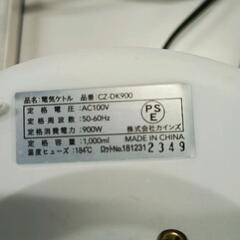 品名:電気ケトル 品番 CZ-DK900
定格電圧:AC100V
定格周波数:50-60Hz
定格消費電力:900W
定格容量:1,000ml
温度ヒューズ:184℃ ロットNo.181231
PS
E
株式会社カインズ
MADE IN CHINA
2349